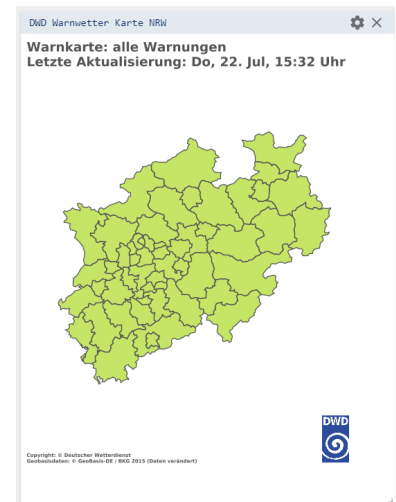 DWD Warnwetter Karte NRW
Warnkarte: alle Warnungen
Letzte Aktualisierung: Do, 22. Jul, 15:32 Uhr
DWD
Copyright: © Deutscher Wetterdienst
Geobasisdaten: © GeoBasis-DE / BKG 2015 (Daten verändert)